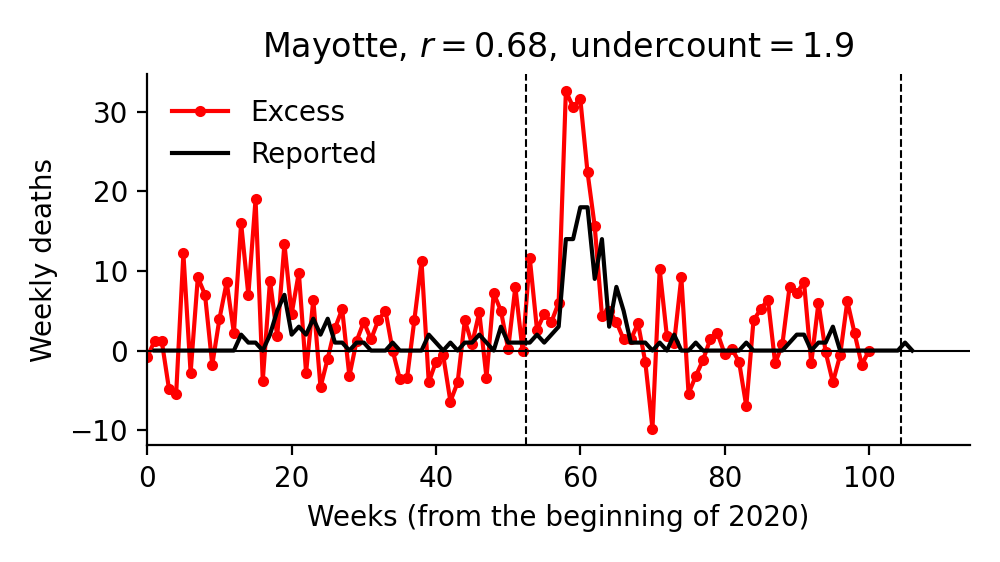 Mayotte, r = 0.68, undercount = 1.9
Excess
Reported
Weekly deaths
30
20
10
0
−10
0 20 40 60 80 100
Weeks (from the beginning of 2020)